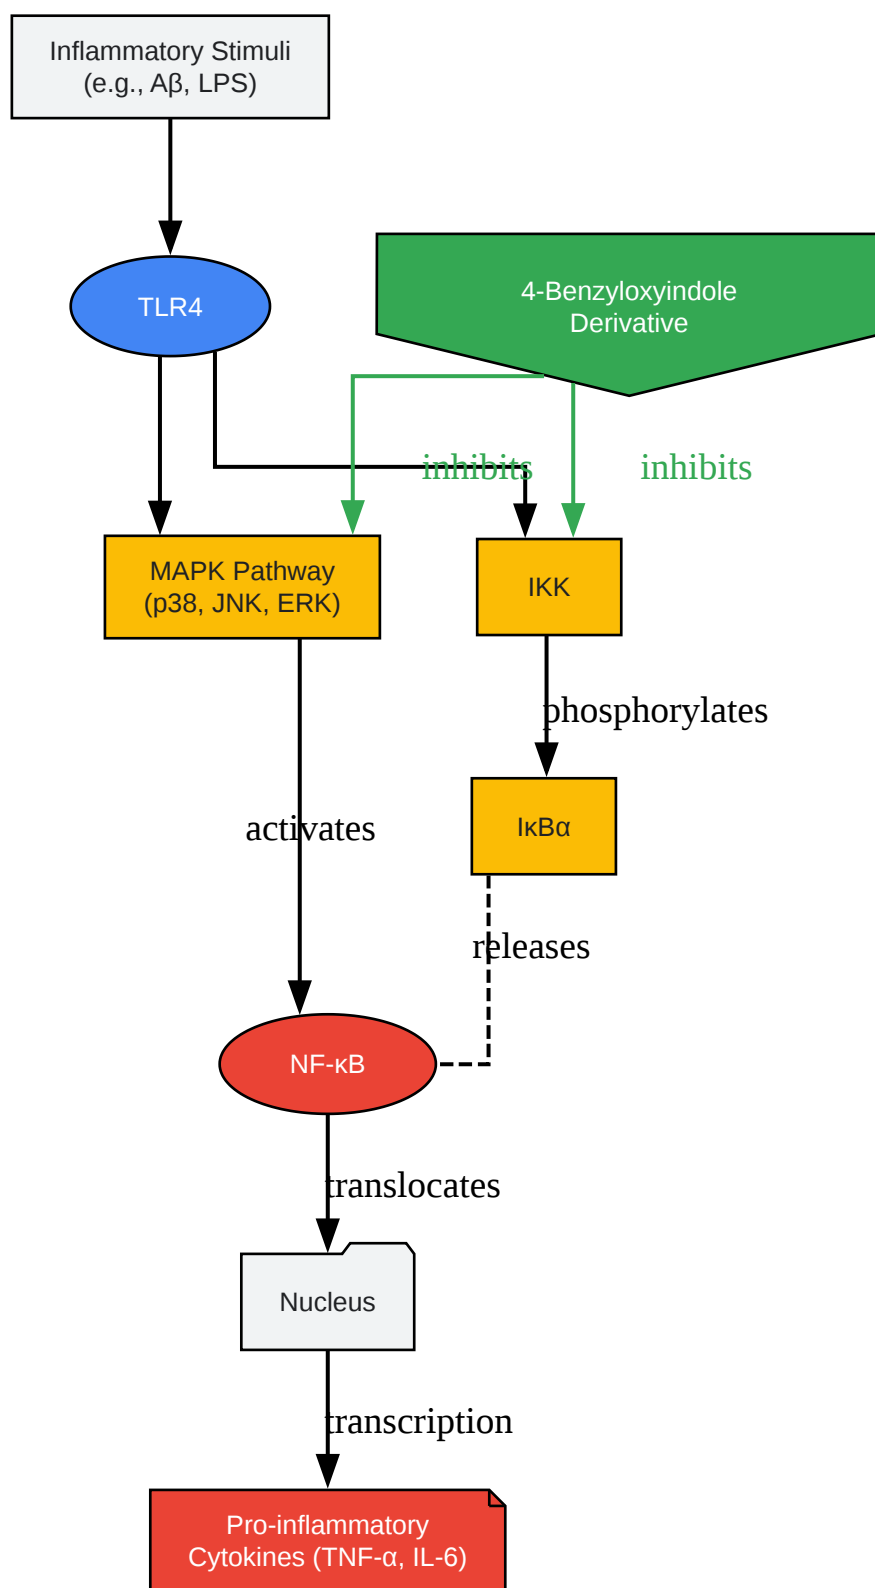 Inflammatory Stimuli
(e.g., Aβ, LPS)
TLR4
4-Benzyloxyindole
Derivative
inhibits
inhibits
MAPK Pathway
(p38, JNK, ERK)
IKK
phosphorylates
activates
IκBα
releases
NF-κB
translocates
Nucleus
transcription
Pro-inflammatory
Cytokines (TNF-α, IL-6)